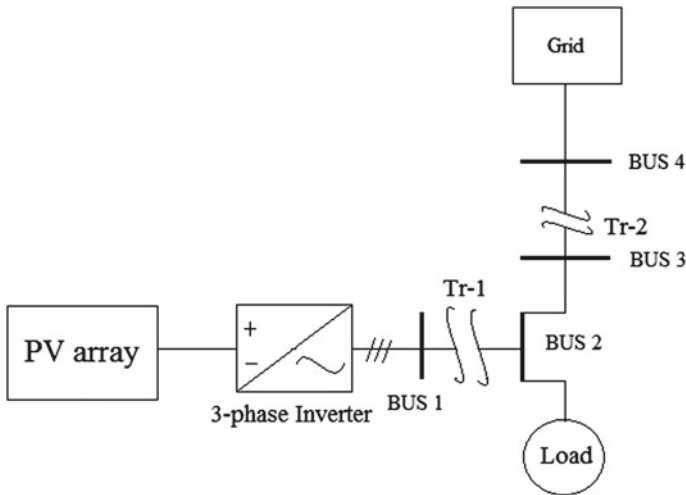 Grid
BUS 4
Tr-2
BUS 3
Tr-1
BUS 2
PV array
+
−
BUS 1
3-phase Inverter
Load